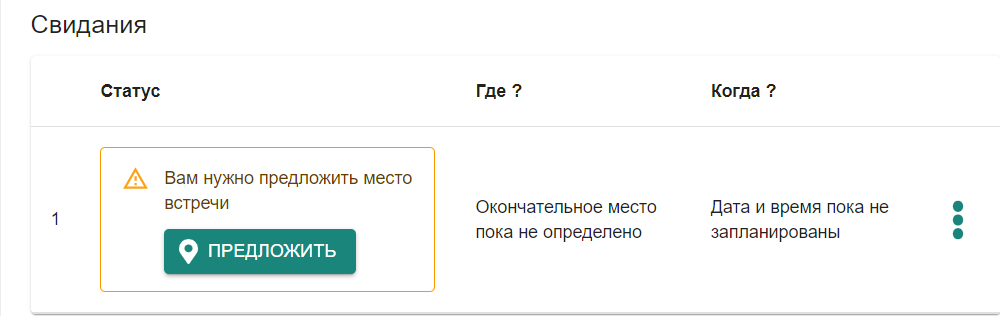 Свидания
Статус
Где ?
Когда ?
1
Вам нужно предложить место
встречи
ПРЕДЛОЖИТЬ
Окончательное место
пока не определено
Дата и время пока не
запланированы